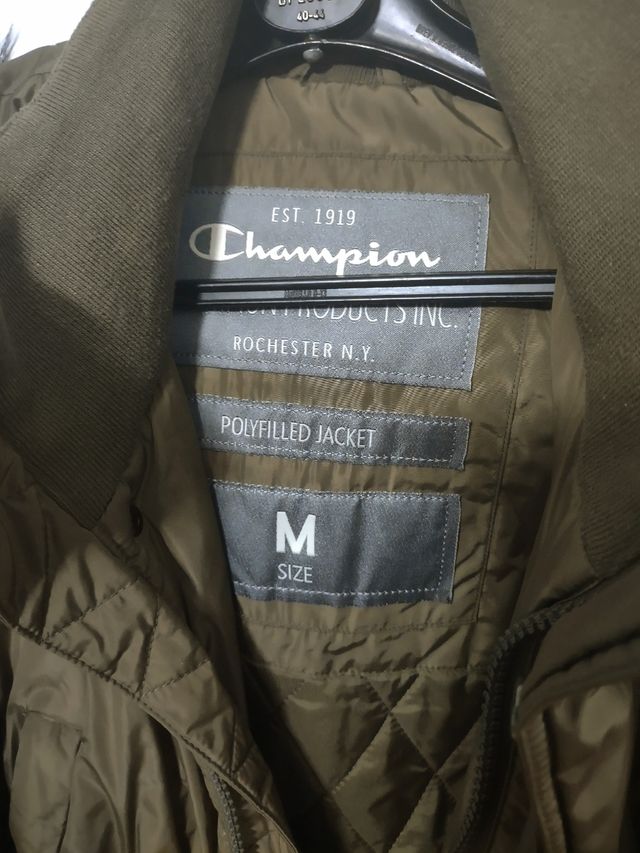 40-44
EST. 1919
Champion
PRODUCTS INC.
ROCHESTER N.Y.
POLYFILLED JACKET
M
SIZE